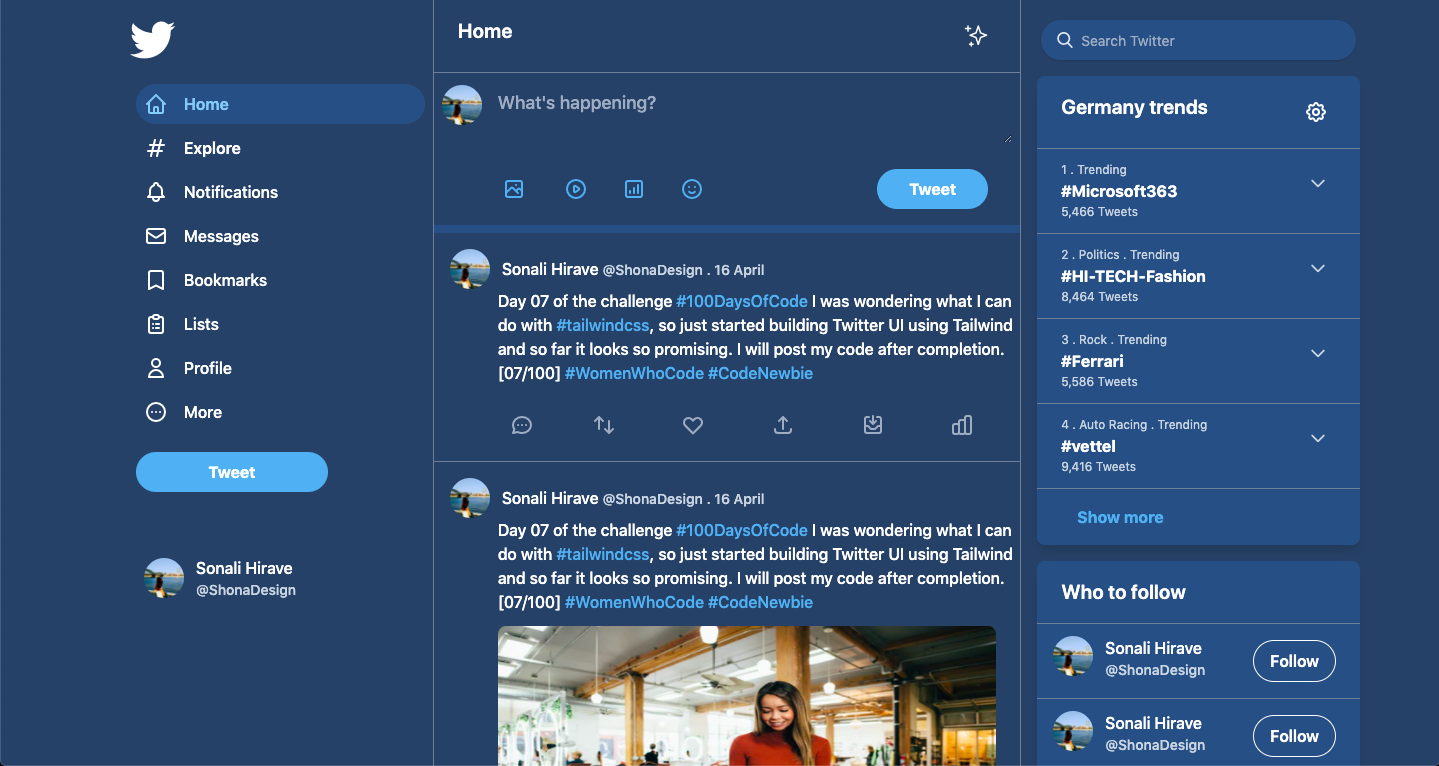 Home
Explore
Notifications
Messages
Bookmarks
Lists
Profile
More
Tweet
Sonali Hirave
@ShonaDesign
Home
What's happening?
Tweet
Sonali Hirave @ShonaDesign . 16 April
Day 07 of the challenge #100DaysOfCode I was wondering what I can
do with #tailwindcss, so just started building Twitter UI using Tailwind
and so far it looks so promising. I will post my code after completion.
[07/100] #WomenWhoCode #CodeNewbie
Sonali Hirave @ShonaDesign . 16 April
Day 07 of the challenge #100DaysOfCode I was wondering what I can
do with #tailwindcss, so just started building Twitter UI using Tailwind
and so far it looks so promising. I will post my code after completion.
[07/100] #WomenWhoCode #CodeNewbie
Search Twitter
Germany trends
1 . Trending
#Microsoft363
5,466 Tweets
2 . Politics . Trending
#HI-TECH-Fashion
8,464 Tweets
3 . Rock . Trending
#Ferrari
5,586 Tweets
4 . Auto Racing . Trending
#vettel
9,416 Tweets
Show more
Who to follow
Sonali Hirave
@ShonaDesign
Follow
Sonali Hirave
@ShonaDesign
Follow